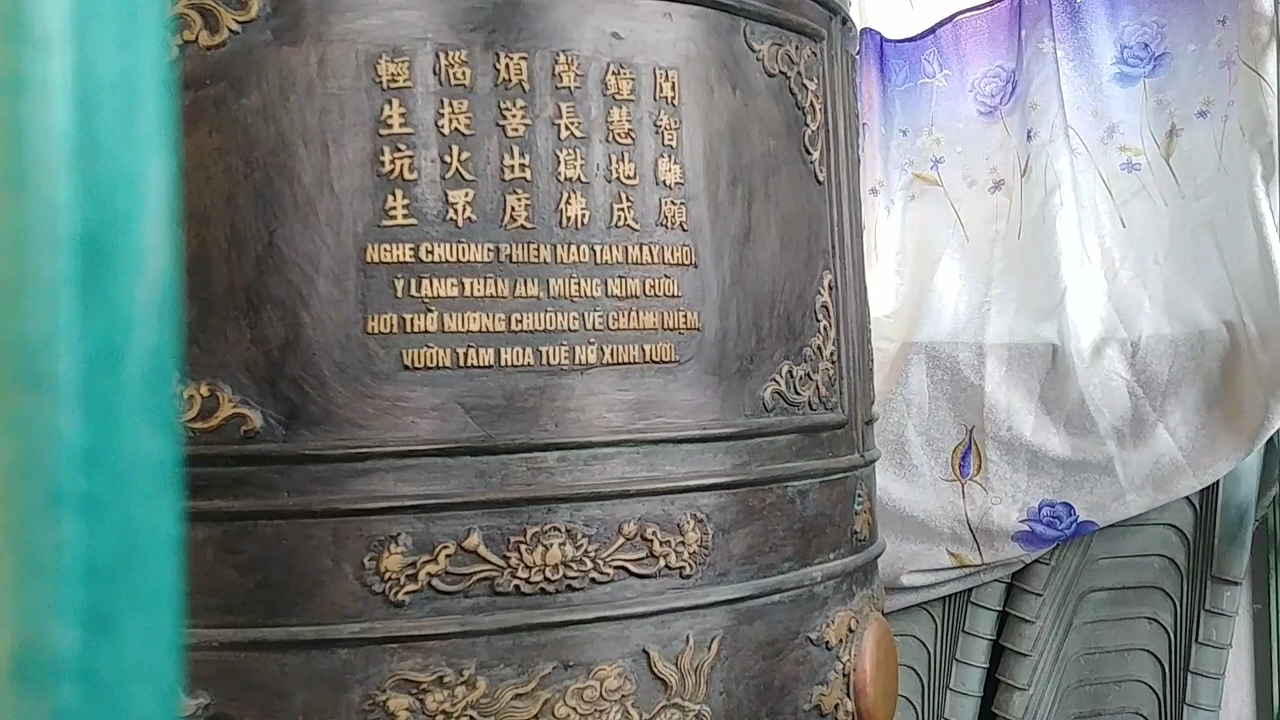 聞鐘聲煩惱輕
智慧長菩提生
離地獄出火坑
願成佛度眾生
NGHE CHUÔNG PHIỀN NÃO TAN MÂY KHÓI,
Ý LẶNG THÂN AN, MIỆNG MỈM CƯỜI.
HƠI THỞ NƯƠNG CHUÔNG VỀ CHÁNH NIỆM,
VƯỜN TÂM HOA TUỆ NỞ XINH TƯƠI.